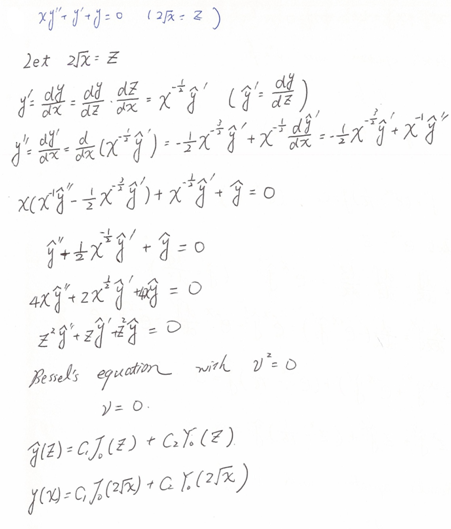 xy''+y'+y=0 (2√x = z)
Let 2√x = z
y' = dy/dx = dy/dz · dz/dx = x^{-1/2} ŷ' (ŷ' = dy/dz)
y'' = dy'/dx = d/dx (x^{-1/2} ŷ') = -1/2 x^{-3/2} ŷ' + x^{-1/2} dŷ'/dx = -1/2 x^{-3/2} ŷ' + x^{-1} ŷ''
x(x^{-1} ŷ'' - 1/2 x^{-3/2} ŷ') + x^{-1/2} ŷ' + ŷ = 0
ŷ'' + 1/2 x^{-1/2} ŷ' + ŷ = 0
4xŷ'' + 2x^{1/2} ŷ' + 4xŷ = 0
z²ŷ'' + zŷ' + z²ŷ = 0
Bessel's equation with ν² = 0
ν = 0.
ŷ(z) = C₁J₀(z) + C₂Y₀(z)
y(x) = C₁J₀(2√x) + C₂Y₀(2√x)